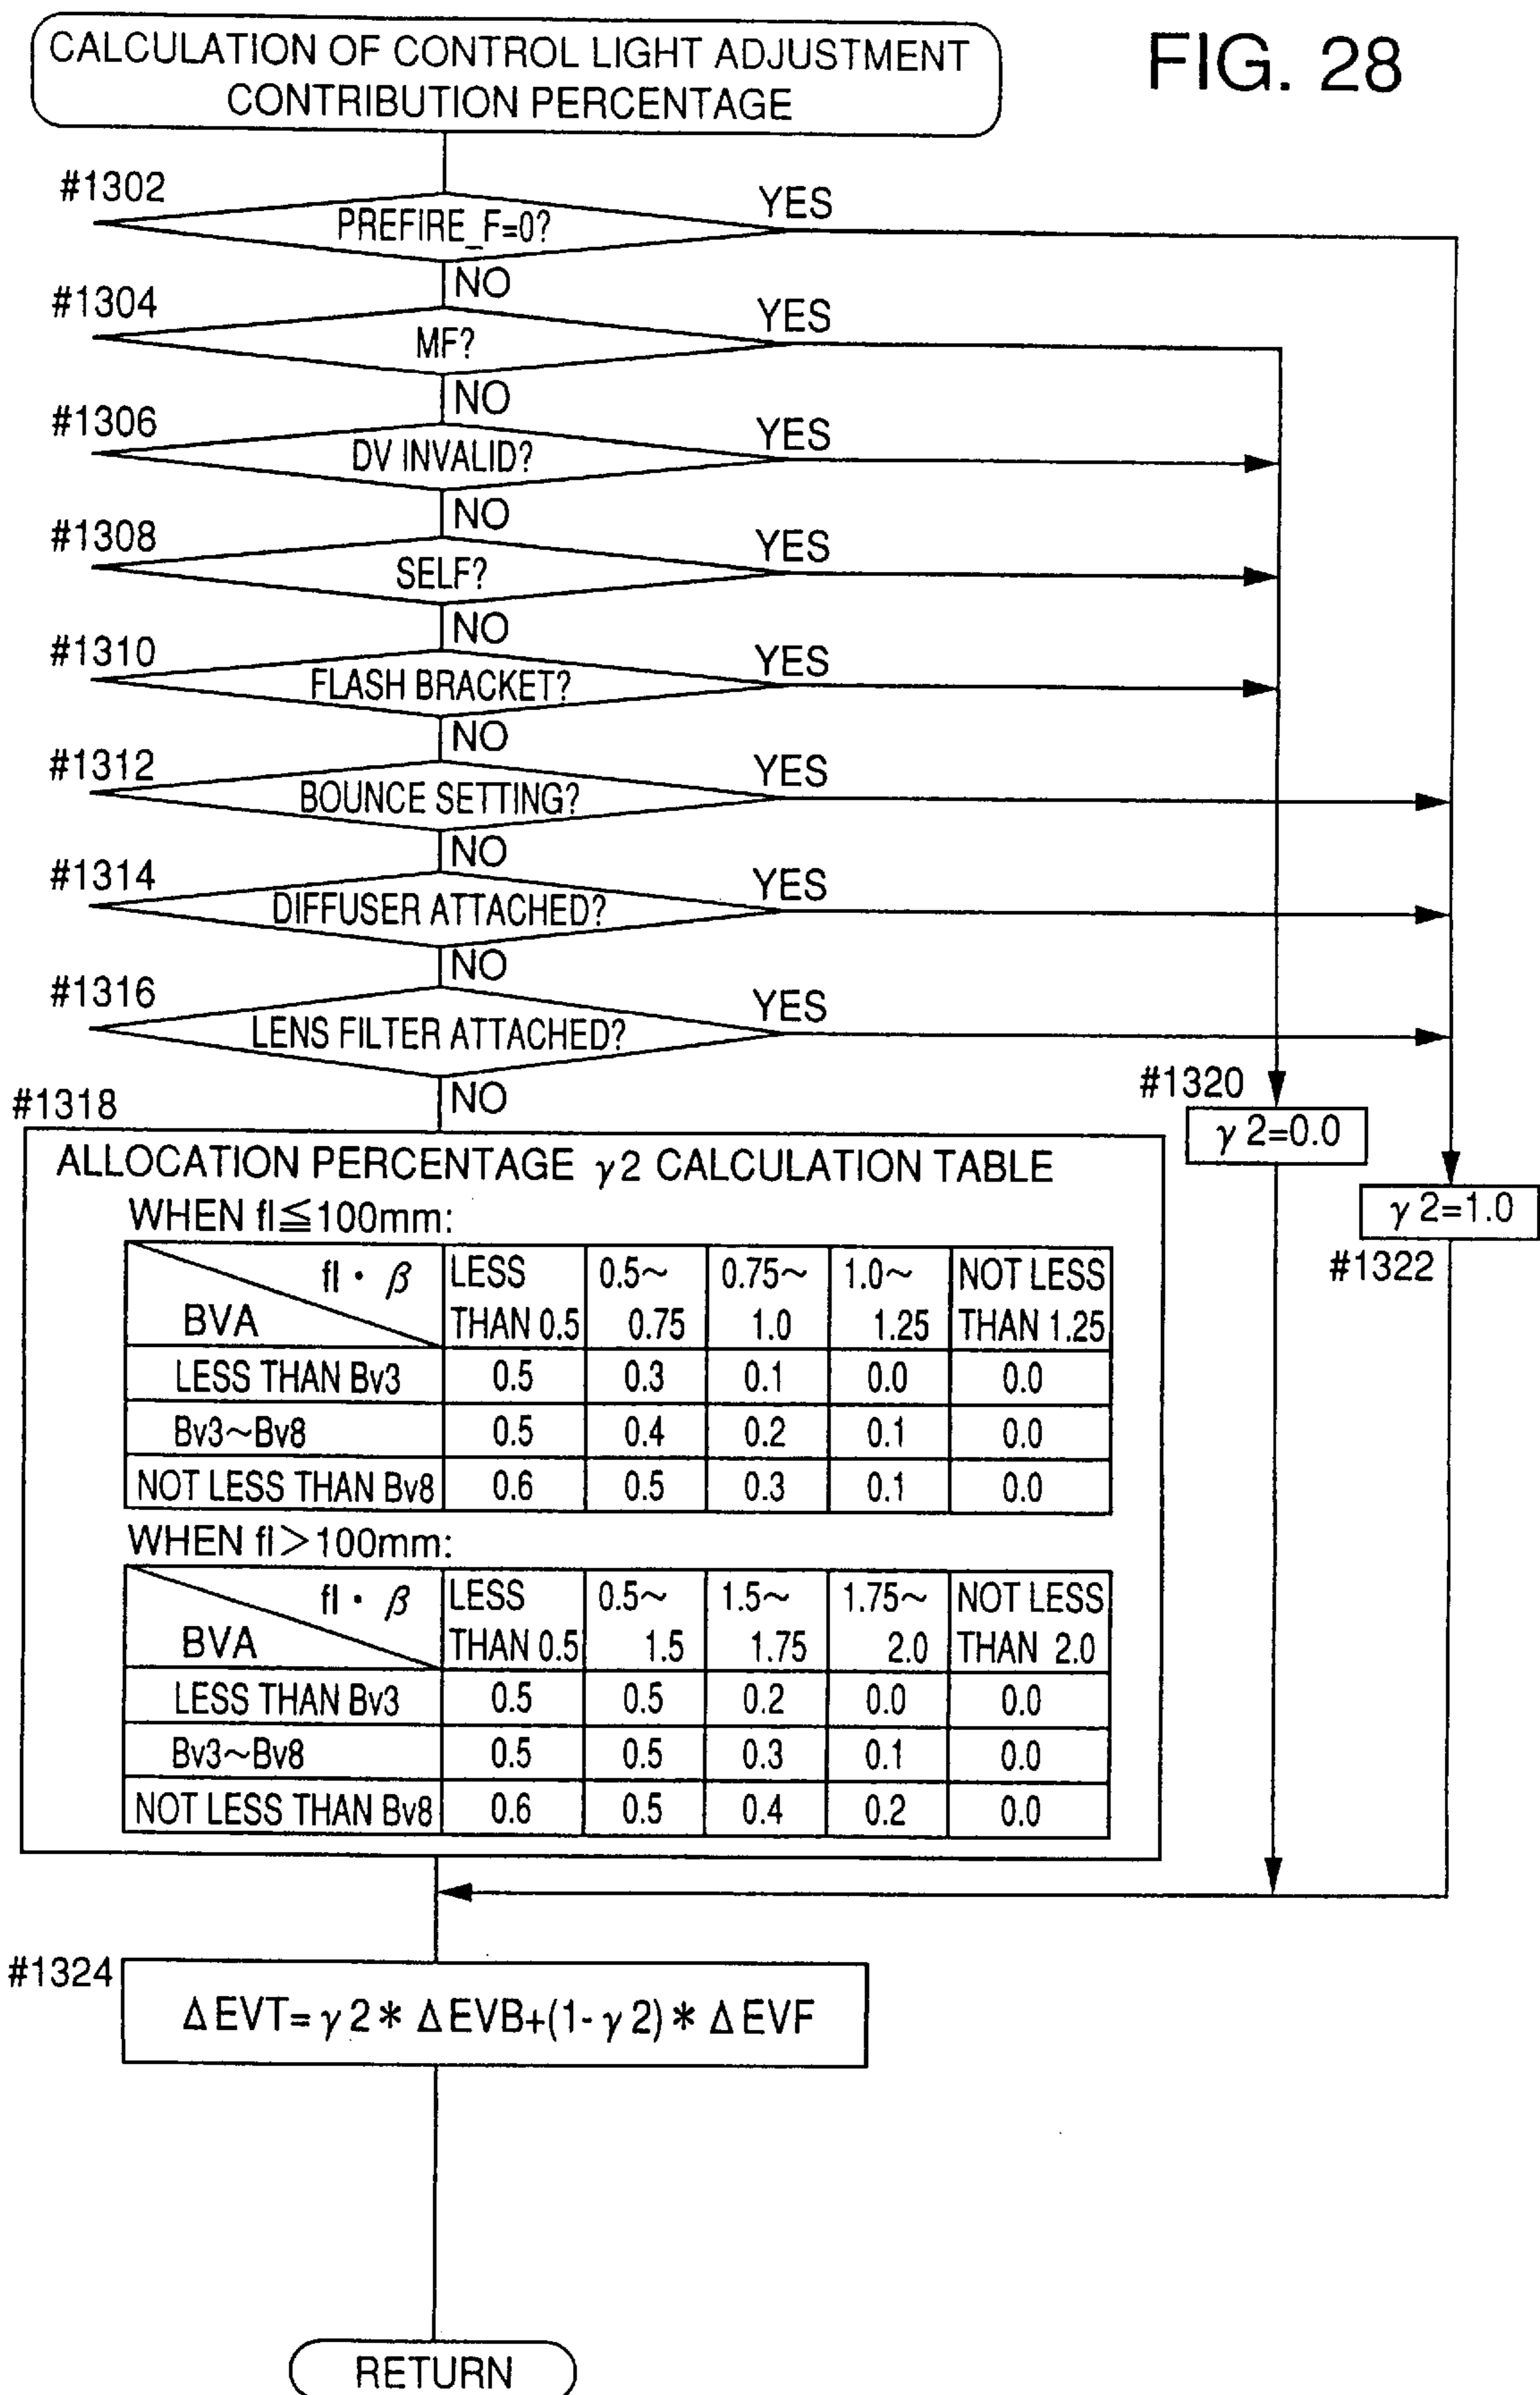 CALCULATION OF CONTROL LIGHT ADJUSTMENT
CONTRIBUTION PERCENTAGE
FIG. 28
#1302
PREFIRE_F=0?
YES
NO
#1304
MF?
YES
NO
#1306
DV INVALID?
YES
NO
#1308
SELF?
YES
NO
#1310
FLASH BRACKET?
YES
NO
#1312
BOUNCE SETTING?
YES
NO
#1314
DIFFUSER ATTACHED?
YES
NO
#1316
LENS FILTER ATTACHED?
YES
NO
#1320
γ2=0.0
γ2=1.0
#1322
#1318
ALLOCATION PERCENTAGE γ2 CALCULATION TABLE
WHEN fl≦100mm:
fl・β LESS 0.5~ 0.75~ 1.0~ NOT LESS
BVA THAN 0.5 0.75 1.0 1.25 THAN 1.25
LESS THAN Bv3 0.5 0.3 0.1 0.0 0.0
Bv3~Bv8 0.5 0.4 0.2 0.1 0.0
NOT LESS THAN Bv8 0.6 0.5 0.3 0.1 0.0
WHEN fl>100mm:
fl・β LESS 0.5~ 1.5~ 1.75~ NOT LESS
BVA THAN 0.5 1.5 1.75 2.0 THAN 2.0
LESS THAN Bv3 0.5 0.5 0.2 0.0 0.0
Bv3~Bv8 0.5 0.5 0.3 0.1 0.0
NOT LESS THAN Bv8 0.6 0.5 0.4 0.2 0.0
#1324
ΔEVT=γ2* ΔEVB+(1-γ2)* ΔEVF
RETURN